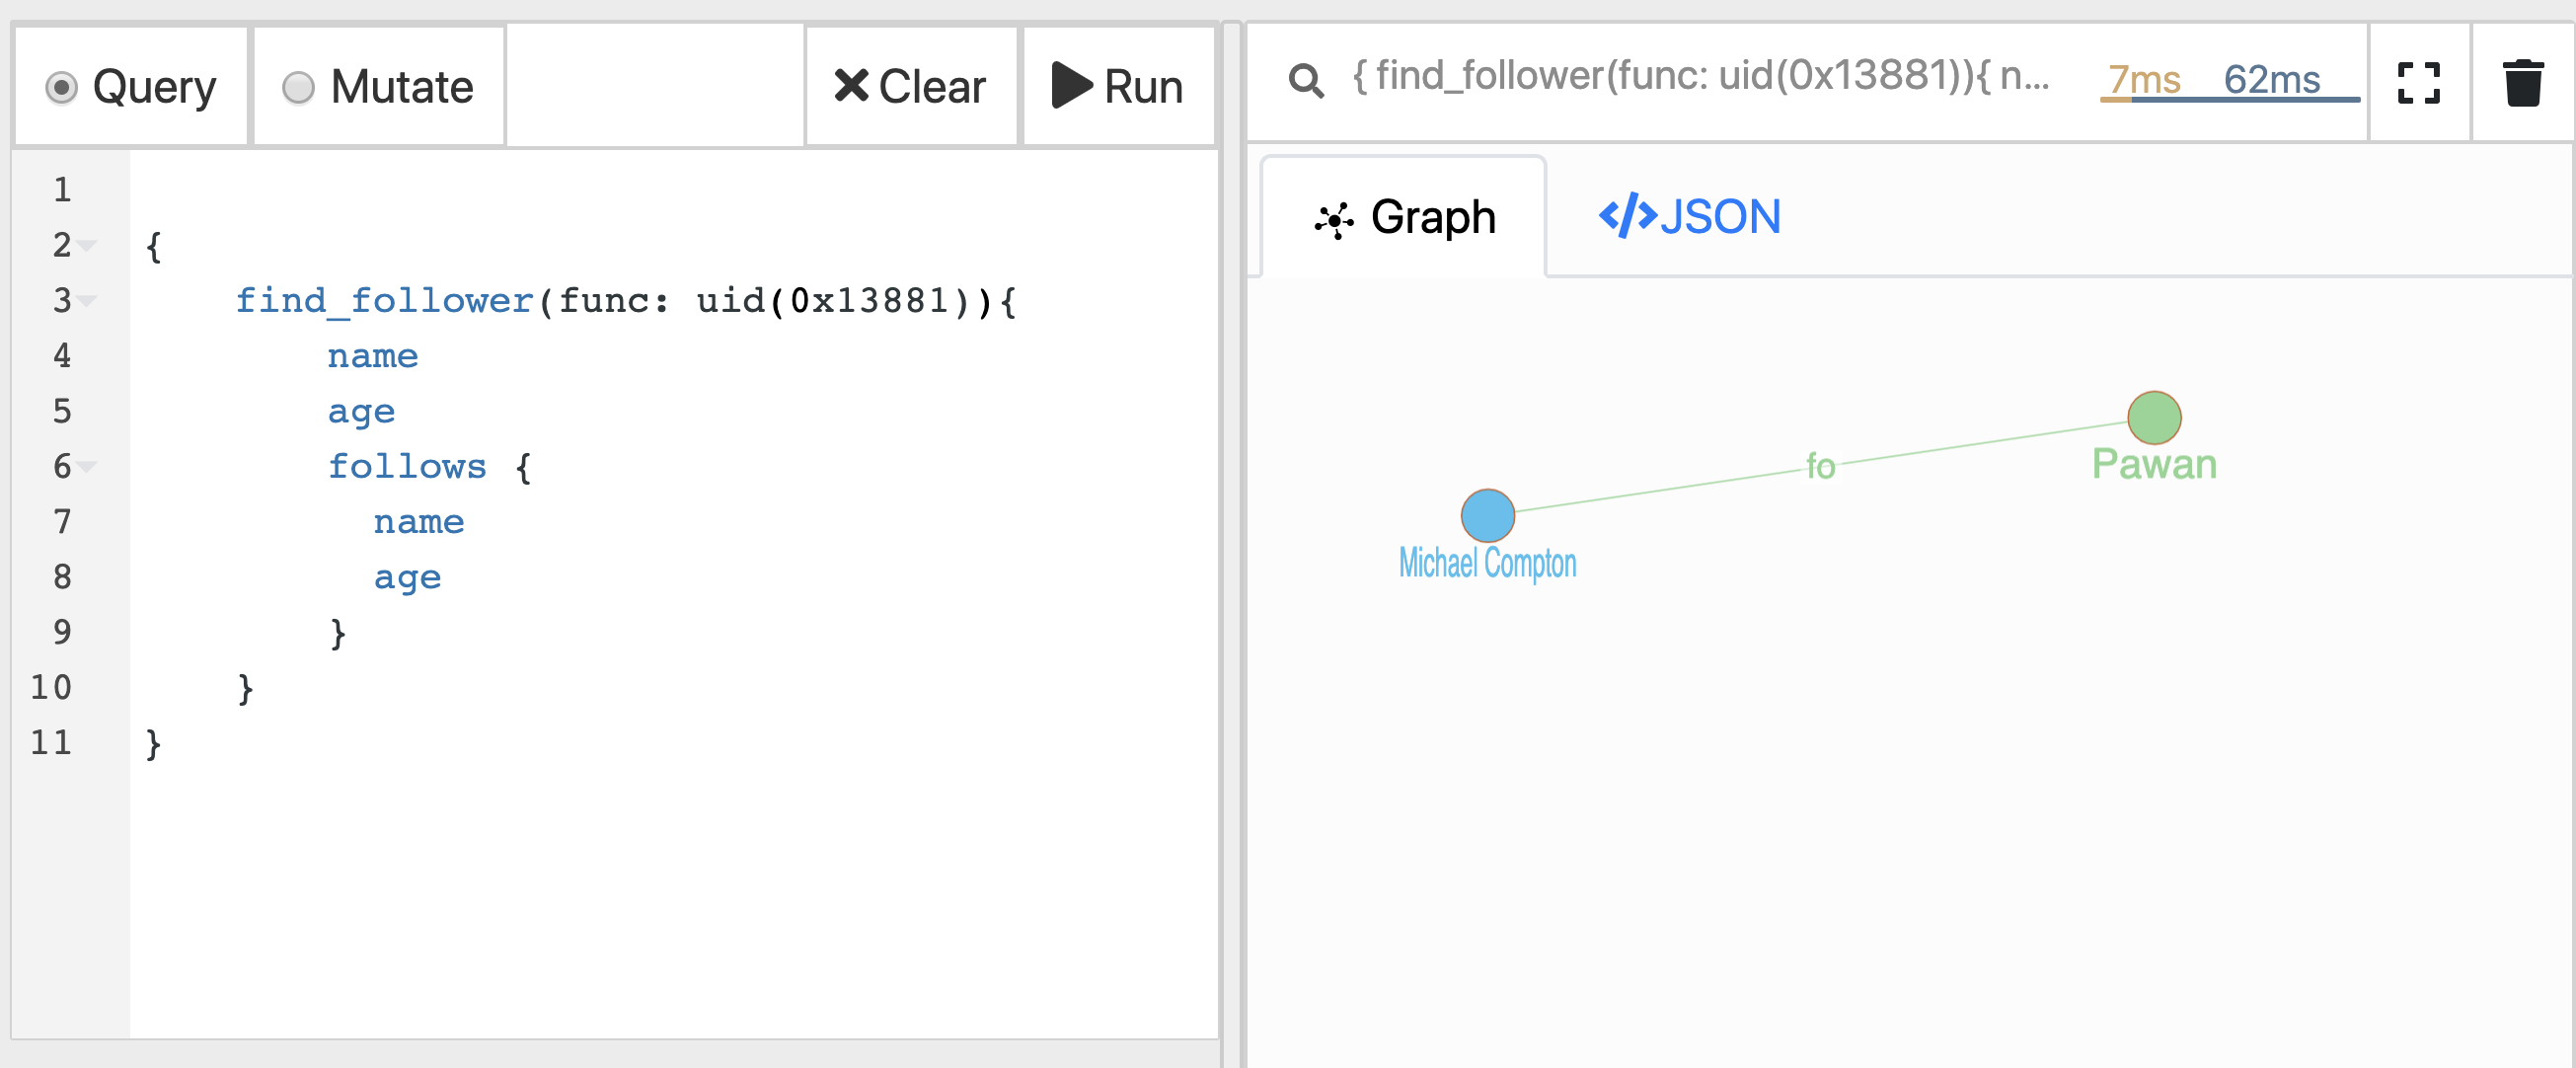 Query Mutate Clear Run
1
2 {
3 find_follower(func: uid(0x13881)){
4 name
5 age
6 follows {
7 name
8 age
9 }
10 }
11 }
{ find_follower(func: uid(0x13881)){ n... 7ms 62ms
Graph </>JSON
fo
Pawan
Michael Compton